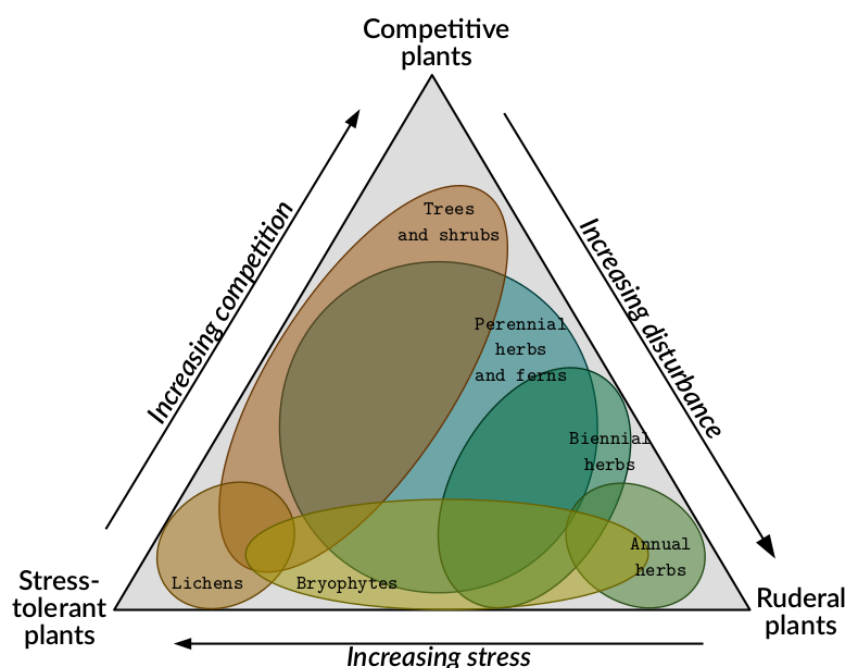 Competitive
plants
Increasing competition
Increasing disturbance
Trees
and shrubs
Perennial
herbs
and ferns
Biennial
herbs
Annual
herbs
Lichens
Bryophytes
Stress-
tolerant
plants
Ruderal
plants
Increasing stress